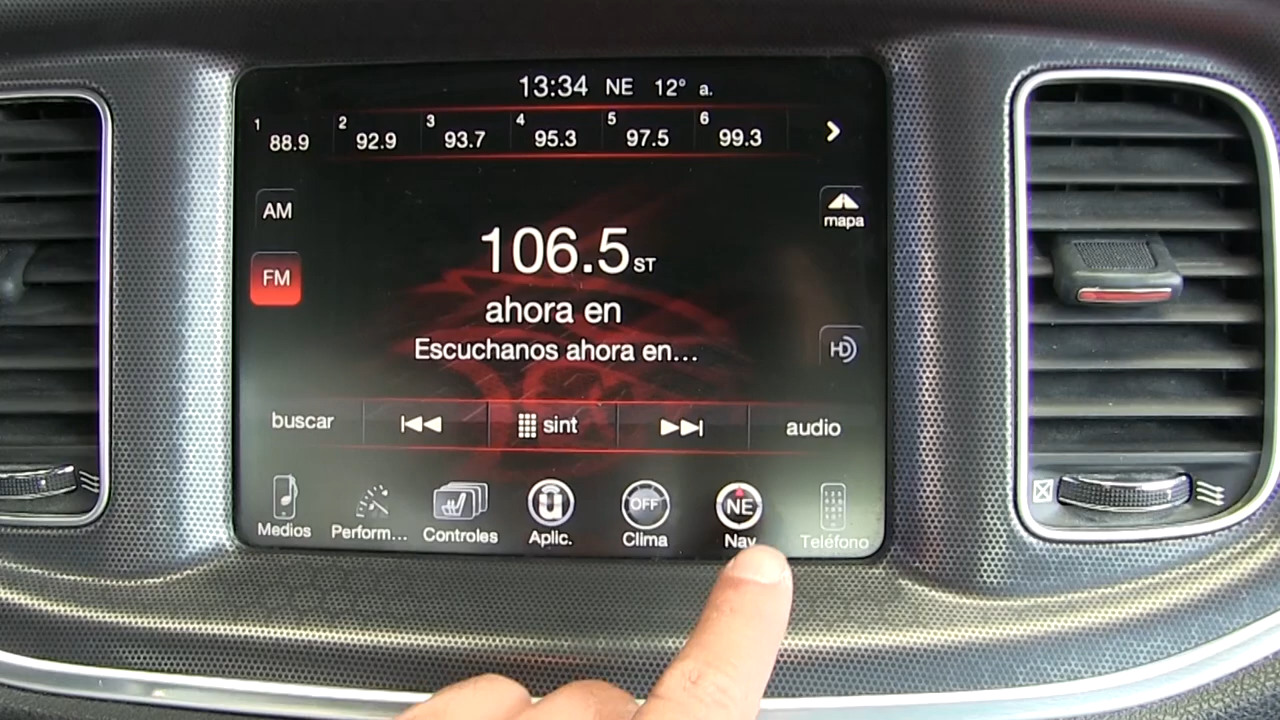 13:34 NE 12° a.
1 88.9 2 92.9 3 93.7 4 95.3 5 97.5 6 99.3
AM
mapa
106.5 ST
FM
ahora en
Escuchanos ahora en...
HD
buscar sint audio
OFF NE
Medios Perform... Controles Aplic. Clima Nav Teléfono